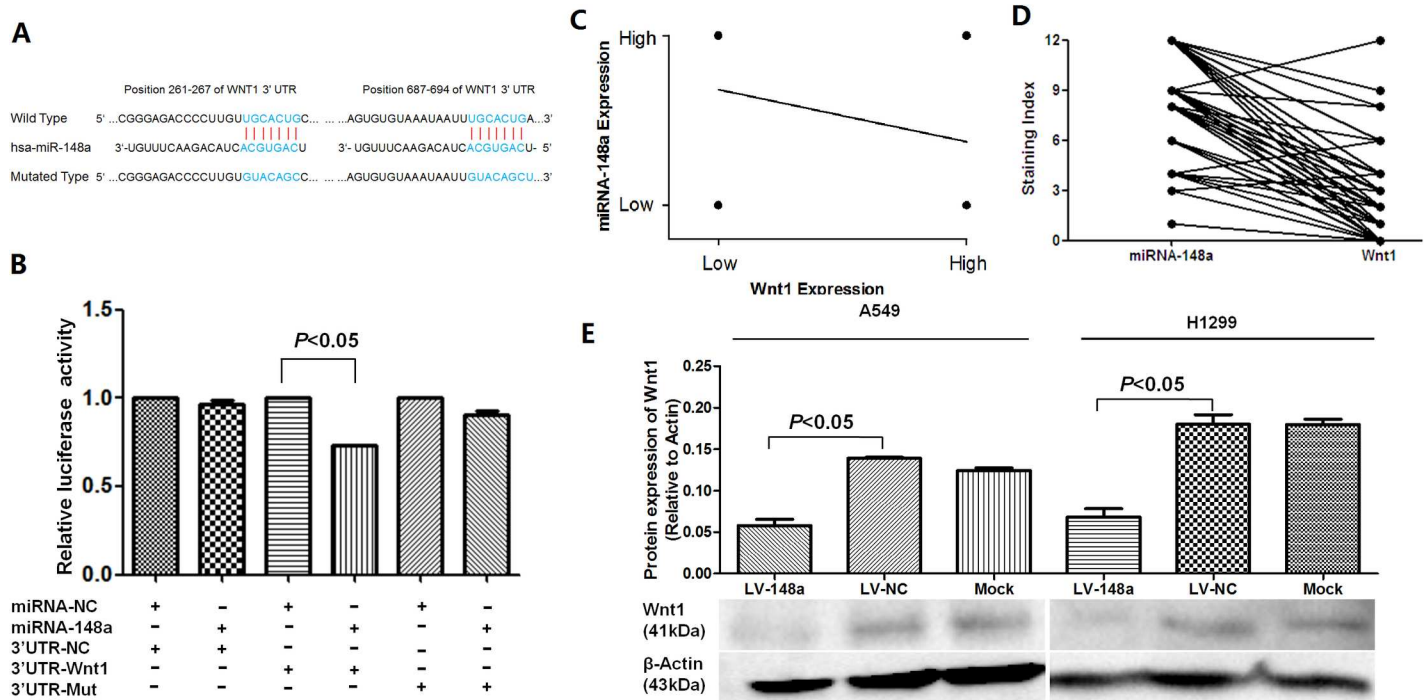 A
Position 261-267 of WNT1 3' UTR
Position 687-694 of WNT1 3' UTR
Wild Type 5' ...CGGGAGACCCCUUGUUGCACUGC... ...AGUGUGUAAAUAAUUUGCACUGA...3'
hsa-miR-148a 3'-UGUUUCAAGACAUCACGUGACU 3'- UGUUUCAAGACAUCACGUGACU- 5'
Mutated Type 5' ...CGGGAGACCCCUUGUGUACAGCC... ...AGUGUGUAAAUAAUUGUACAGCU...3'
B
Relative luciferase activity
1.5
1.0
0.5
0.0
P<0.05
miRNA-NC + – + – + –
miRNA-148a – + – + – +
3'UTR-NC + + – – – –
3'UTR-Wnt1 – – + + – –
3'UTR-Mut – – – – + +
C
miRNA-148a Expression
High
Low
Low
High
Wnt1 Expression
D
Staining Index
12
9
6
3
0
miRNA-148a
Wnt1
E
A549
H1299
Protein expression of Wnt1
(Relative to Actin)
0.25
0.20
0.15
0.10
0.05
0.00
P<0.05
P<0.05
LV-148a LV-NC Mock LV-148a LV-NC Mock
Wnt1
(41kDa)
β-Actin
(43kDa)